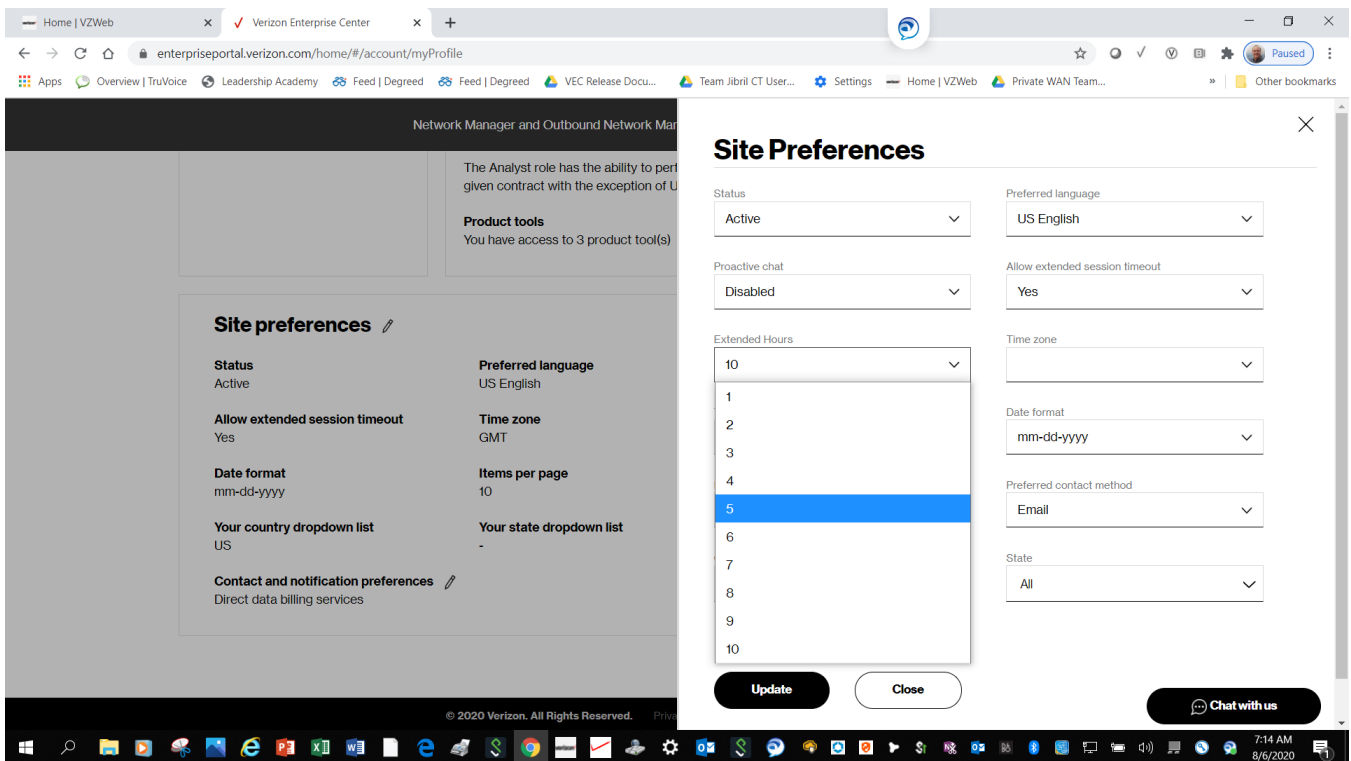 Home | VZWeb
Verizon Enterprise Center
enterpriseportal.verizon.com/home/#/account/myProfile
Paused
Apps
Overview | TruVoice
Leadership Academy
Feed | Degreed
Feed | Degreed
VEC Release Docu...
Team Jibril CT User...
Settings
Home | VZWeb
Private WAN Team...
»
Other bookmarks
Network Manager and Outbound Network Mar
The Analyst role has the ability to perf
given contract with the exception of U
Product tools
You have access to 3 product tool(s)
Site preferences
Status
Active
Preferred language
US English
Allow extended session timeout
Yes
Time zone
GMT
Date format
mm-dd-yyyy
Items per page
10
Your country dropdown list
US
Your state dropdown list
-
Contact and notification preferences
Direct data billing services
© 2020 Verizon. All Rights Reserved. Priva
Site Preferences
Status
Active
Preferred language
US English
Proactive chat
Disabled
Allow extended session timeout
Yes
Extended Hours
10
Time zone
1
2
3
4
5
6
7
8
9
10
Date format
mm-dd-yyyy
Preferred contact method
Email
State
All
Update
Close
Chat with us
7:14 AM
8/6/2020